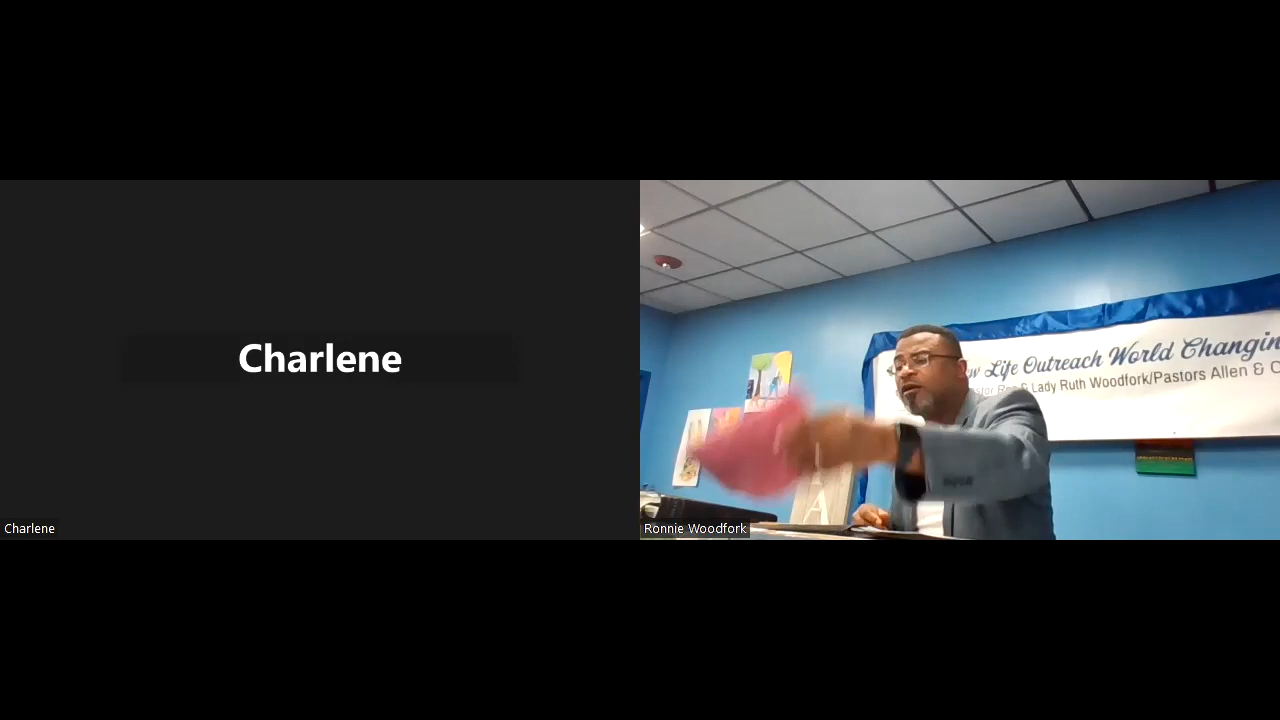 Charlene
Charlene
Life Outreach World Changin
& Lady Ruth Woodfork/Pastors Allen &
Ronnie Woodfork